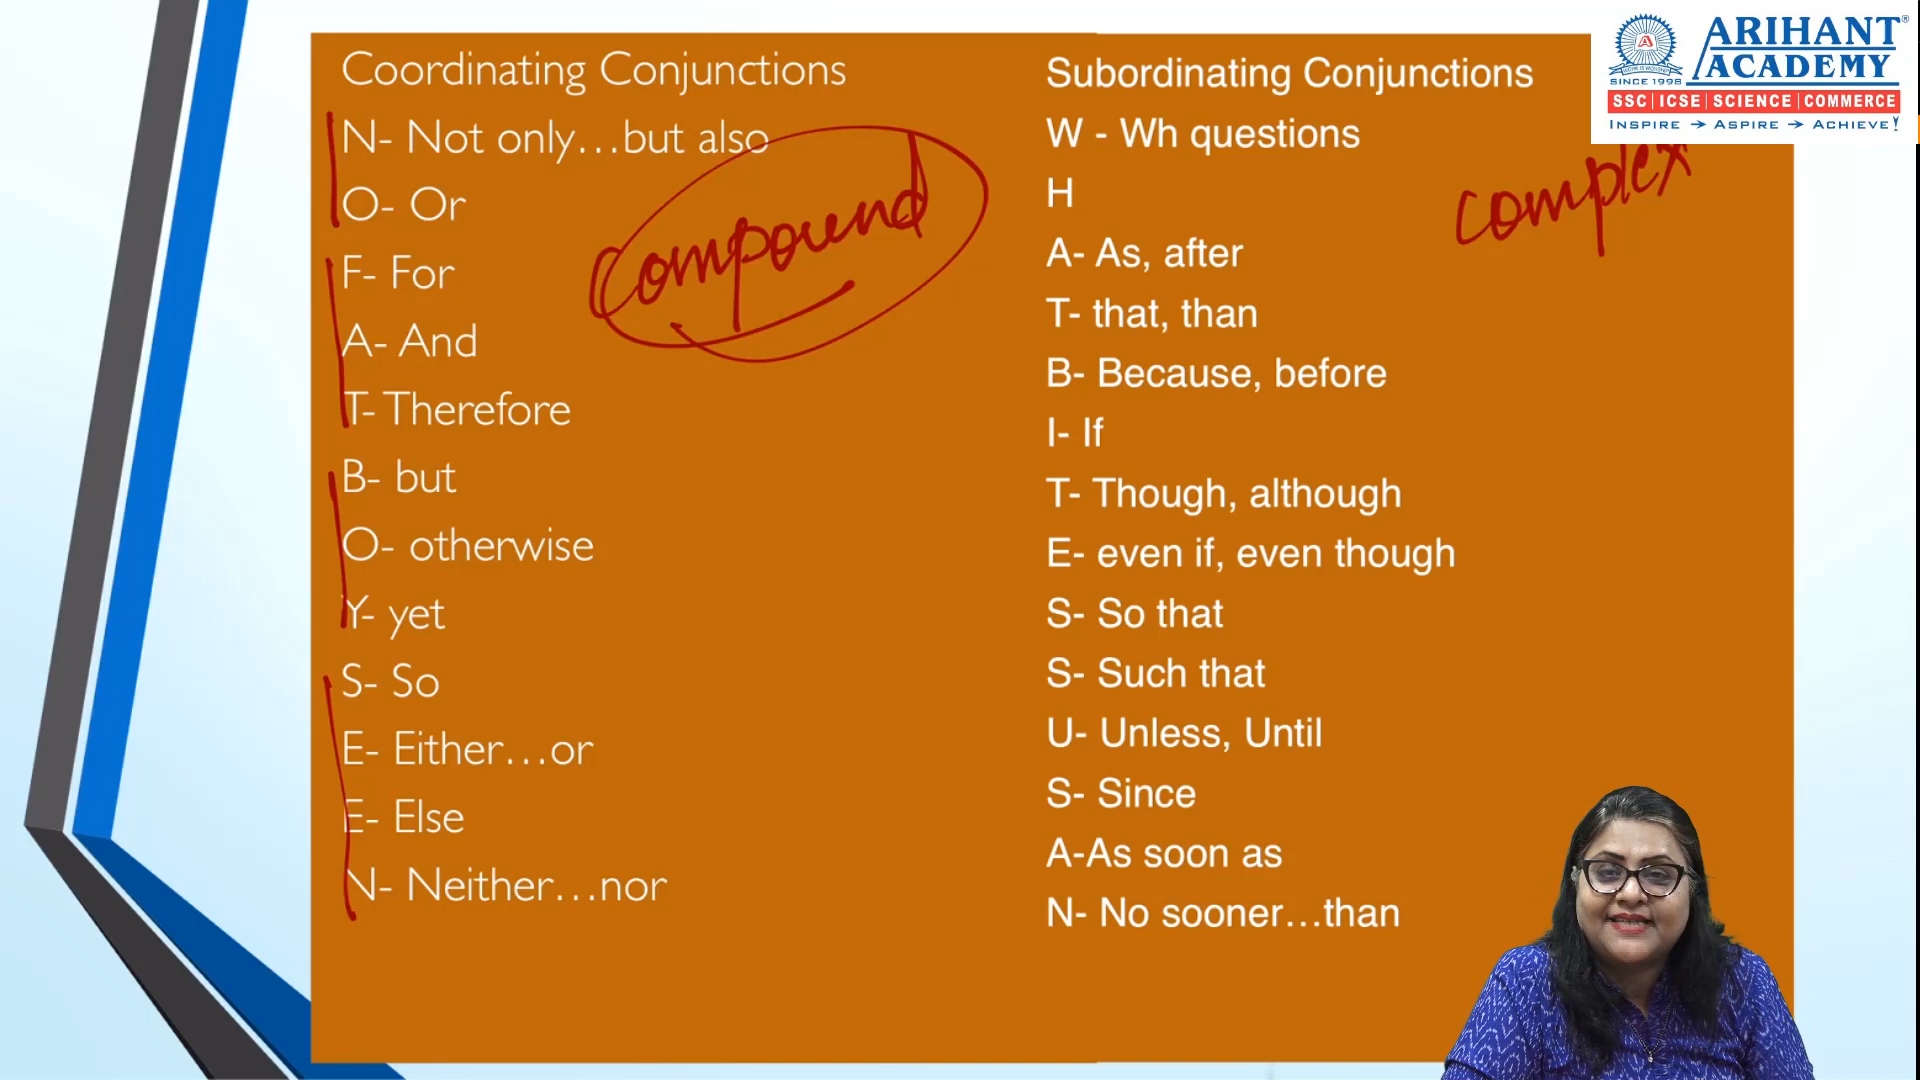 Coordinating Conjunctions
N- Not only...but also
O- Or
F- For
A- And
T- Therefore
B- but
O- otherwise
Y- yet
S- So
E- Either...or
E- Else
N- Neither...nor
compound
Subordinating Conjunctions
W - Wh questions
H
A- As, after
T- that, than
B- Because, before
I- If
T- Though, although
E- even if, even though
S- So that
S- Such that
U- Unless, Until
S- Since
A-As soon as
N- No sooner...than
complex
ARIHANT
ACADEMY
SINCE 1998
SSC | ICSE | SCIENCE | COMMERCE
INSPIRE → ASPIRE → ACHIEVE!